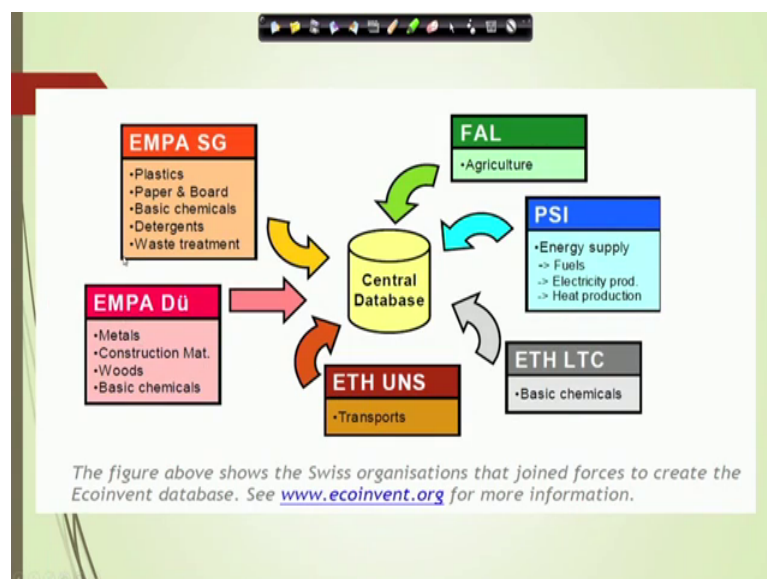 EMPA SG
•Plastics
•Paper & Board
•Basic chemicals
•Detergents
•Waste treatment
FAL
•Agriculture
PSI
•Energy supply
-> Fuels
-> Electricity prod.
-> Heat production
Central
Database
EMPA Dü
•Metals
•Construction Mat.
•Woods
•Basic chemicals
ETH UNS
•Transports
ETH LTC
•Basic chemicals
The figure above shows the Swiss organisations that joined forces to create the
Ecoinvent database. See www.ecoinvent.org for more information.